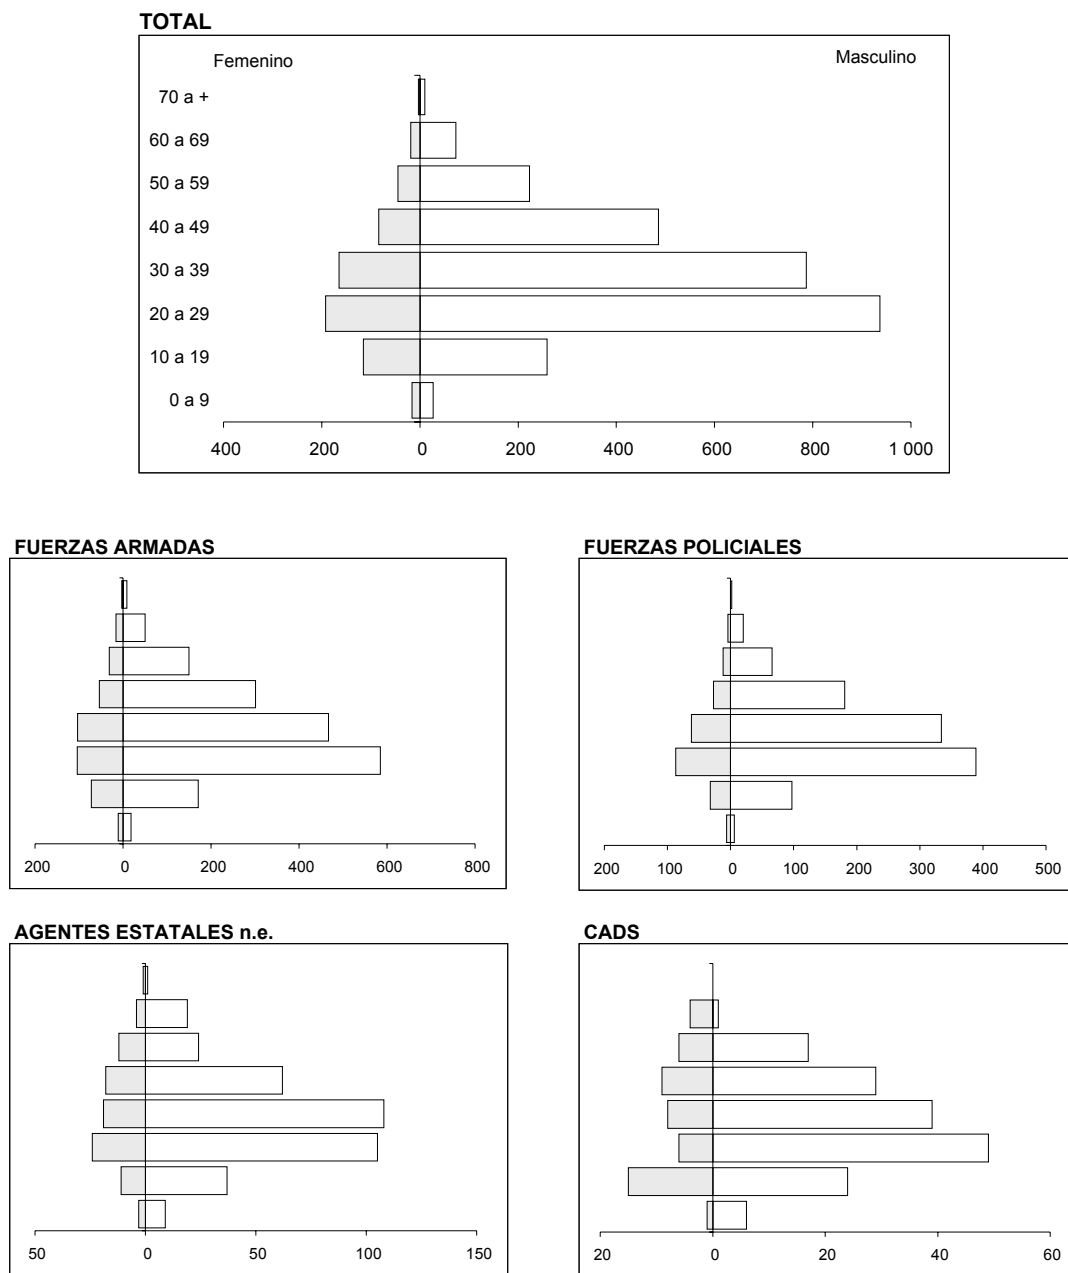 TOTAL
Femenino Masculino
70 a +
60 a 69
50 a 59
40 a 49
30 a 39
20 a 29
10 a 19
0 a 9
400 200 0 200 400 600 800 1 000
FUERZAS ARMADAS FUERZAS POLICIALES
200 0 200 400 600 800
200 100 0 100 200 300 400 500
AGENTES ESTATALES n.e. CADS
50 0 50 100 150
20 0 20 40 60